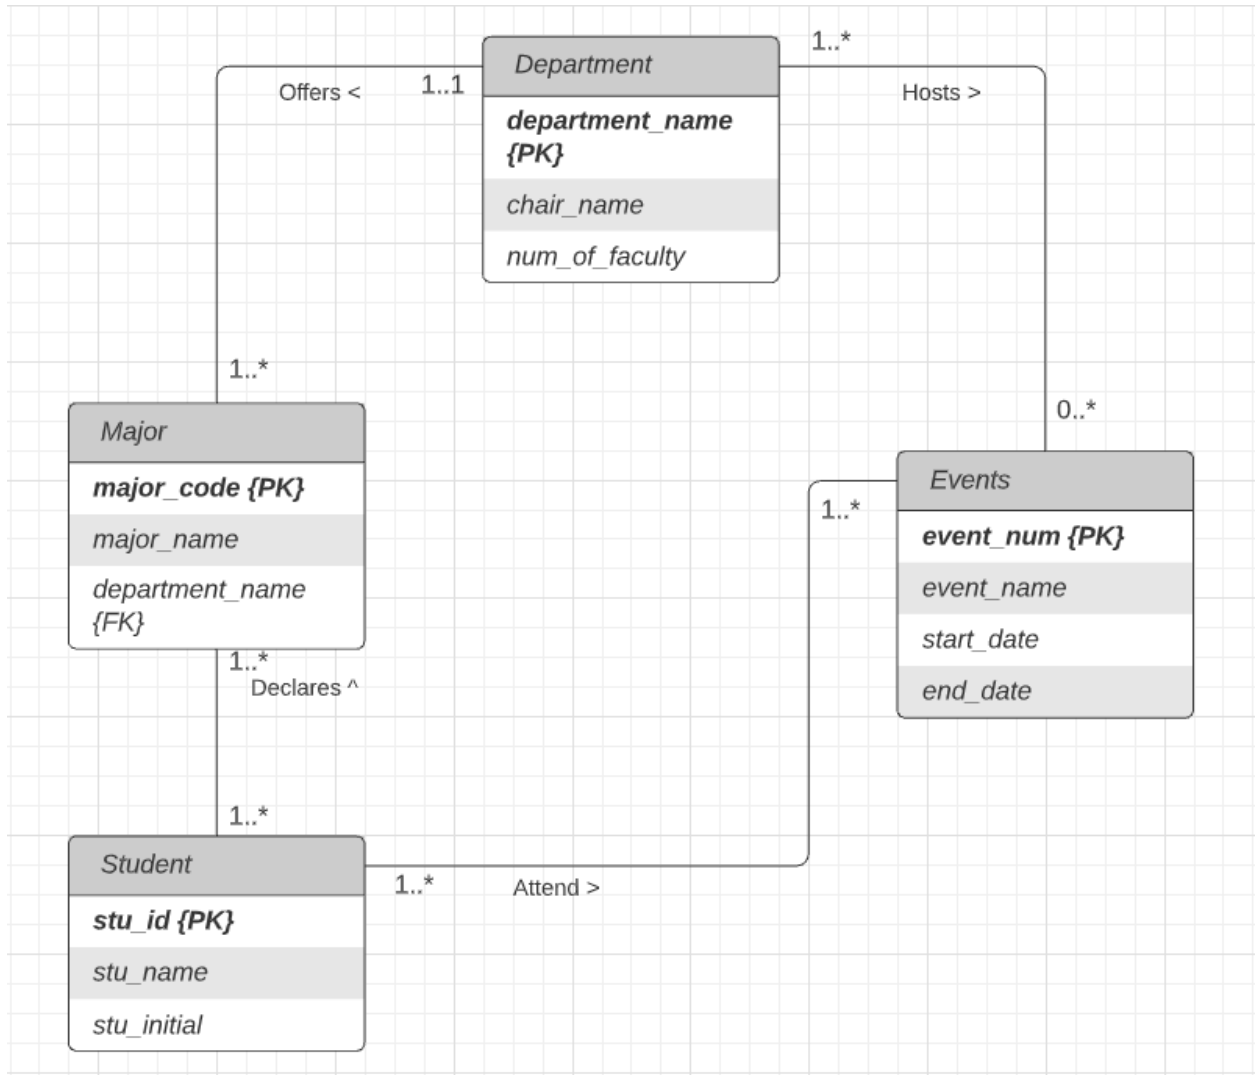 1..*
Department
Offers <
1..1
Hosts >
department_name
{PK}
chair_name
num_of_faculty
1..*
0..*
Major
major_code {PK}
major_name
department_name
{FK}
Events
1..*
event_num {PK}
event_name
start_date
end_date
1..*
Declares ^
1..*
Student
1..*
Attend >
stu_id {PK}
stu_name
stu_initial